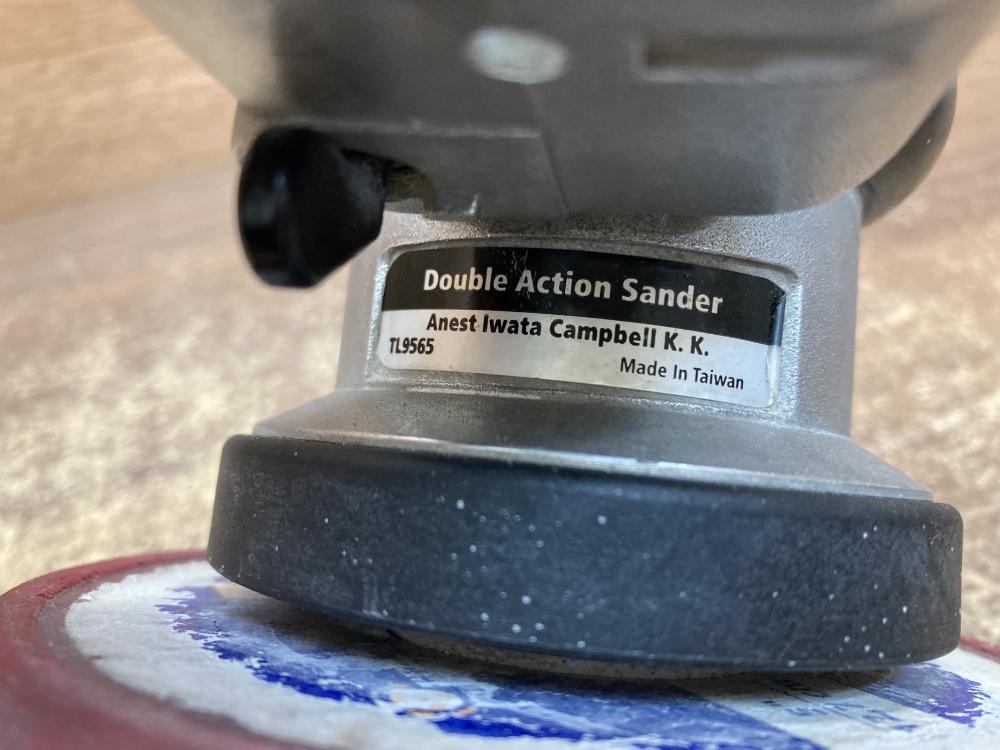 Double Action Sander
Anest Iwata Campbell K. K.
TL9565
Made In Taiwan